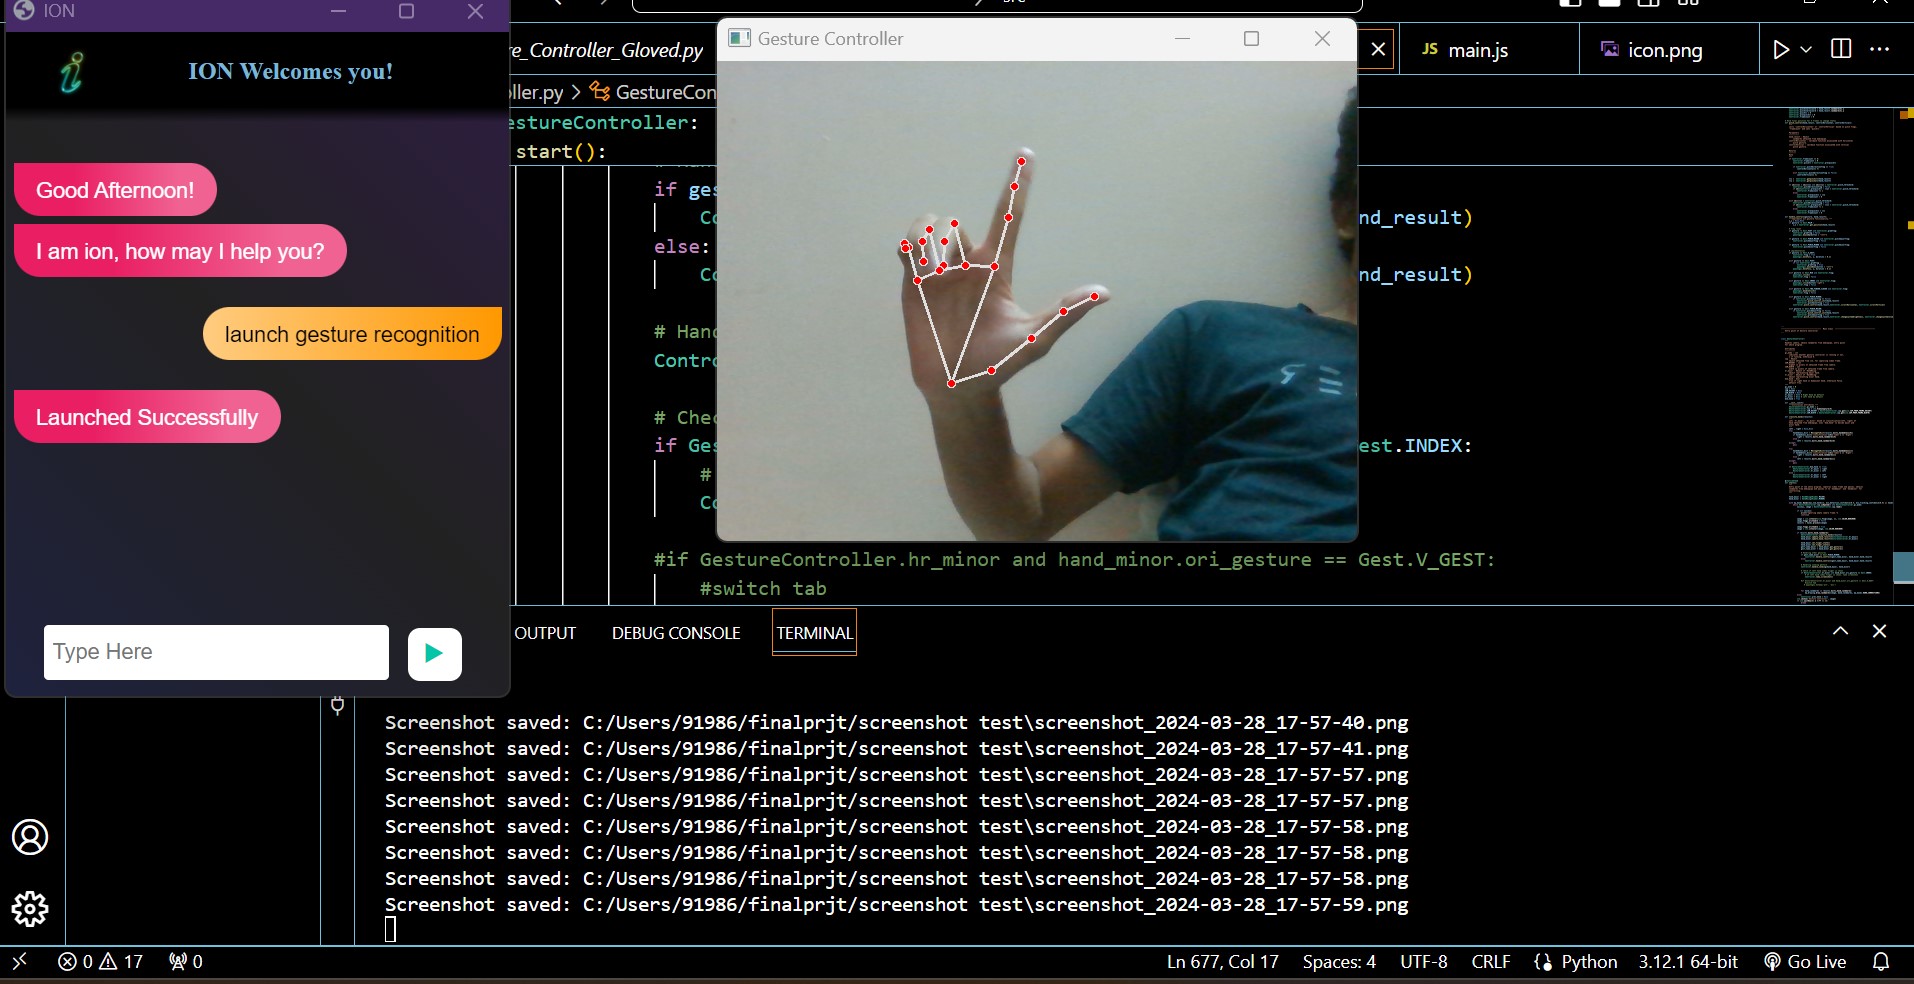 ION
ION Welcomes you!
Good Afternoon!
I am ion, how may I help you?
launch gesture recognition
Launched Successfully
Type Here
e_Controller_Gloved.py
Gesture Controller
JS main.js
icon.png
ller.py > GestureCon
estureController:
start():
if ges
Co nd_result)
else:
Co nd_result)
# Hand
Contro
# Chec
if Ges est.INDEX:
#
Co
#if GestureController.hr_minor and hand_minor.ori_gesture == Gest.V_GEST:
#switch tab
OUTPUT DEBUG CONSOLE TERMINAL
Screenshot saved: C:/Users/91986/finalprjt/screenshot test\screenshot_2024-03-28_17-57-40.png
Screenshot saved: C:/Users/91986/finalprjt/screenshot test\screenshot_2024-03-28_17-57-41.png
Screenshot saved: C:/Users/91986/finalprjt/screenshot test\screenshot_2024-03-28_17-57-57.png
Screenshot saved: C:/Users/91986/finalprjt/screenshot test\screenshot_2024-03-28_17-57-57.png
Screenshot saved: C:/Users/91986/finalprjt/screenshot test\screenshot_2024-03-28_17-57-58.png
Screenshot saved: C:/Users/91986/finalprjt/screenshot test\screenshot_2024-03-28_17-57-58.png
Screenshot saved: C:/Users/91986/finalprjt/screenshot test\screenshot_2024-03-28_17-57-58.png
Screenshot saved: C:/Users/91986/finalprjt/screenshot test\screenshot_2024-03-28_17-57-59.png
0 17 0 Ln 677, Col 17 Spaces: 4 UTF-8 CRLF Python 3.12.1 64-bit Go Live